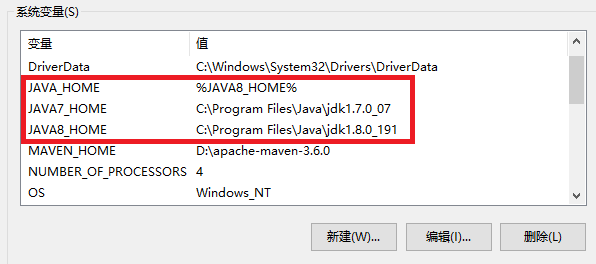 系统变量(S)
变量 值
DriverData C:\Windows\System32\Drivers\DriverData
JAVA_HOME %JAVA8_HOME%
JAVA7_HOME C:\Program Files\Java\jdk1.7.0_07
JAVA8_HOME C:\Program Files\Java\jdk1.8.0_191
MAVEN_HOME D:\apache-maven-3.6.0
NUMBER_OF_PROCESSORS 4
OS Windows_NT
新建(W)... 编辑(I)... 删除(L)